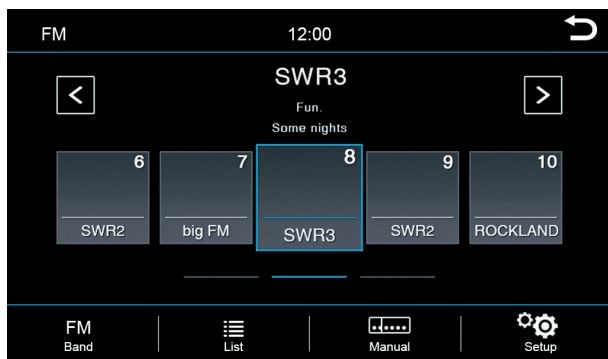 FM 12:00
SWR3
Fun.
Some nights
6 7 8 9 10
SWR2 big FM SWR3 SWR2 ROCKLAND
FM List Manual Setup
Band